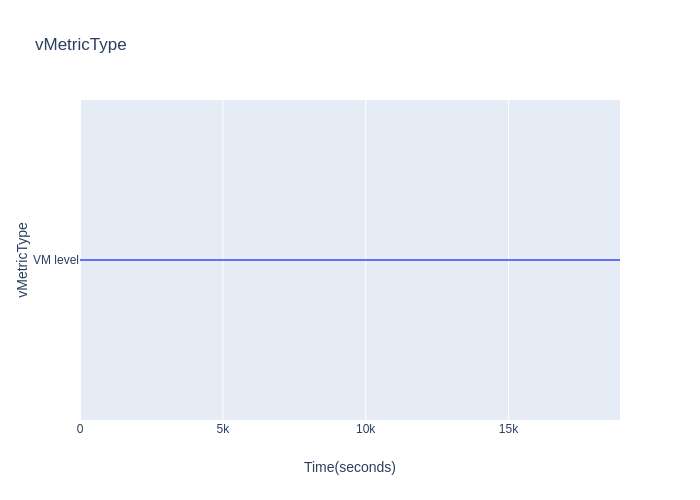 vMetricType
vMetricType
VM level
0 5k 10k 15k
Time(seconds)